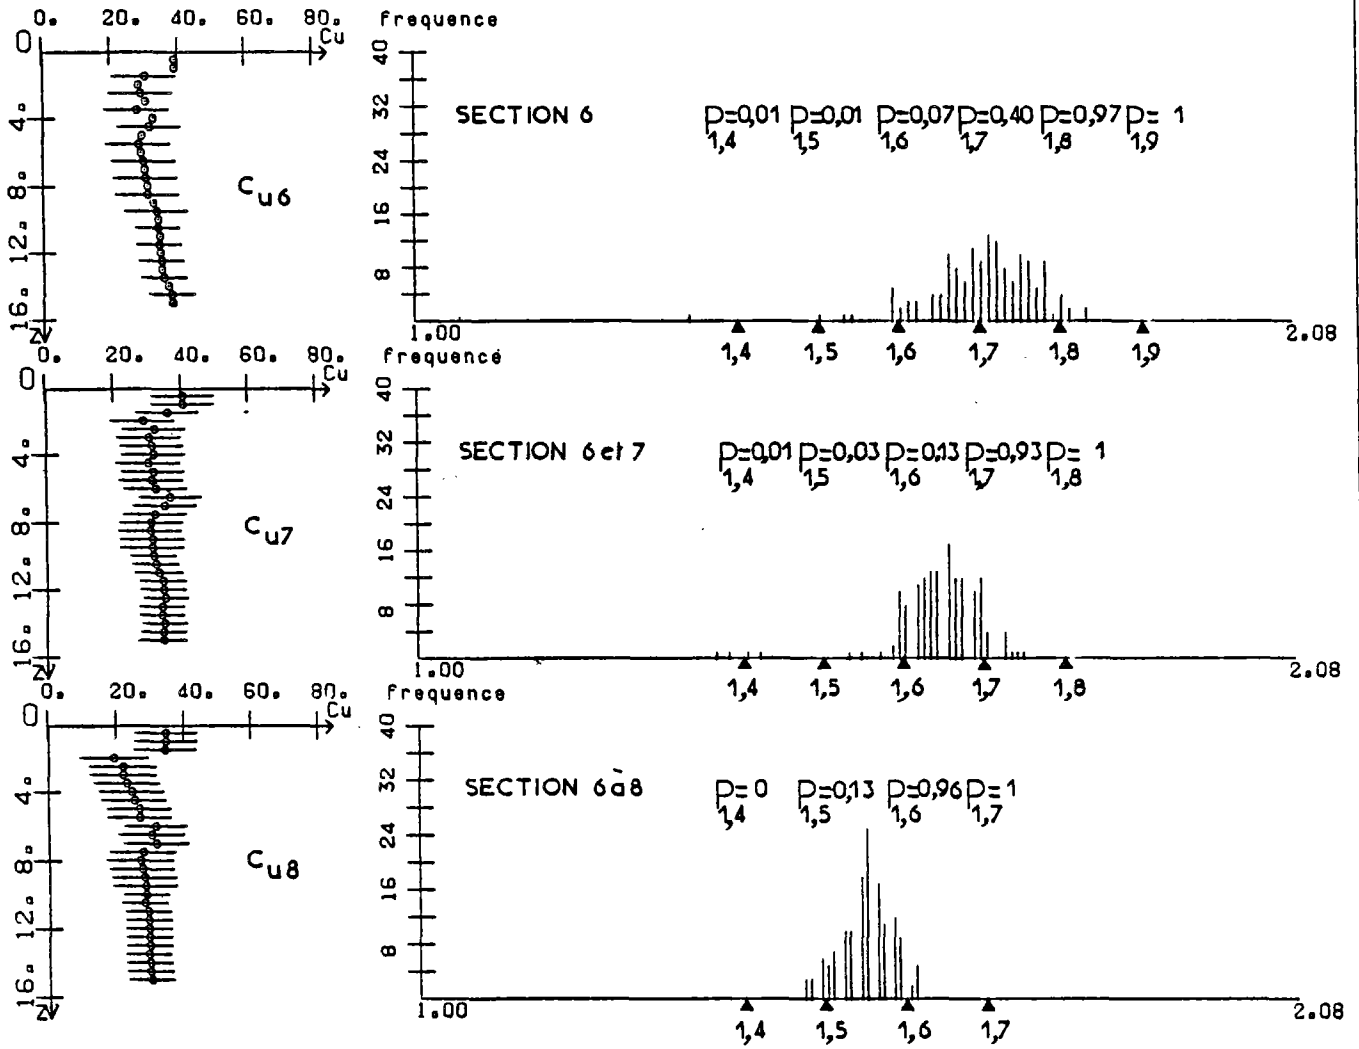 0. 20. 40. 60. 80. frequence
0 Cu
4. 8. 12. 16.
Z
Cu6
40 32 24 16 8
SECTION 6 p=0,01 p=0,01 p=0,07 p=0,40 p=0,97 p= 1
1,4 1,5 1,6 1,7 1,8 1,9
1.00 2.08
1,4 1,5 1,6 1,7 1,8 1,9
0. 20. 40. 60. 80. frequence
0 Cu
4. 8. 12. 16.
Z
Cu7
40 32 24 16 8
SECTION 6 et 7 p=0,01 p=0,03 p=0,13 p=0,93 p= 1
1,4 1,5 1,6 1,7 1,8
1.00 2.08
1,4 1,5 1,6 1,7 1,8
0. 20. 40. 60. 80. frequence
0 Cu
4. 8. 12. 16.
Z
Cu8
40 32 24 16 8
SECTION 6 à 8 p= 0 p=0,13 p=0,96 p=1
1,4 1,5 1,6 1,7
1.00 2.08
1,4 1,5 1,6 1,7